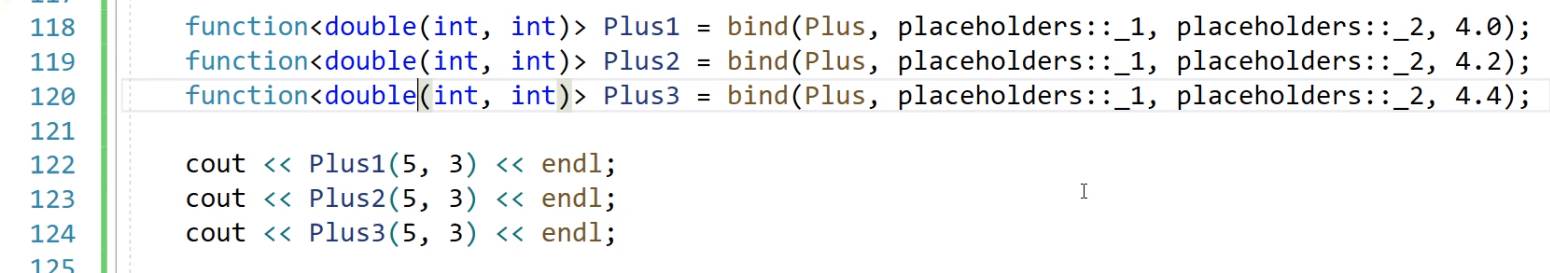 118 function<double(int, int)> Plus1 = bind(Plus, placeholders::_1, placeholders::_2, 4.0);
119 function<double(int, int)> Plus2 = bind(Plus, placeholders::_1, placeholders::_2, 4.2);
120 function<double(int, int)> Plus3 = bind(Plus, placeholders::_1, placeholders::_2, 4.4);
121
122 cout << Plus1(5, 3) << endl;
123 cout << Plus2(5, 3) << endl;
124 cout << Plus3(5, 3) << endl;
125